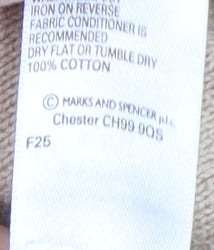 IRON ON REVERSE
FABRIC CONDITIONER IS
RECOMMENDED
DRY FLAT OR TUMBLE DRY
100% COTTON
© MARKS AND SPENCER plc
Chester CH99 9QS
F25